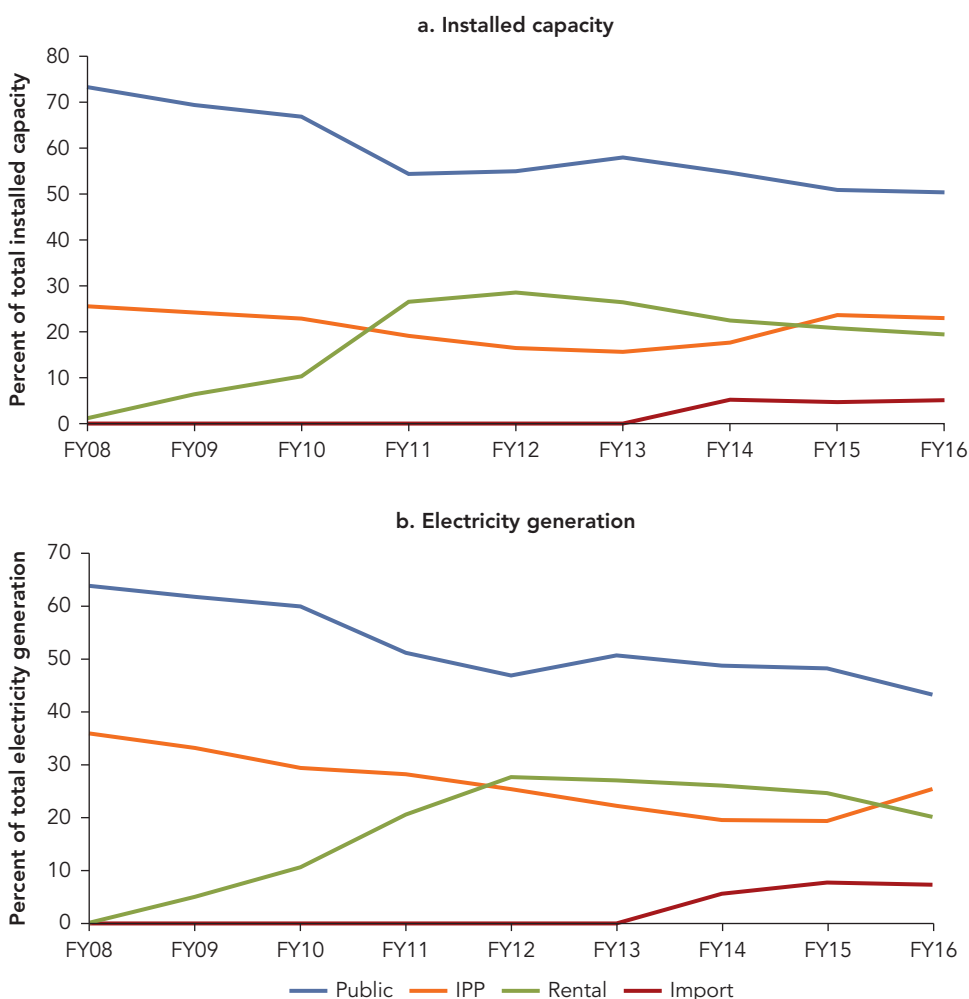 a. Installed capacity
Percent of total installed capacity
80
70
60
50
40
30
20
10
0
FY08 FY09 FY10 FY11 FY12 FY13 FY14 FY15 FY16
b. Electricity generation
Percent of total electricity generation
70
60
50
40
30
20
10
0
FY08 FY09 FY10 FY11 FY12 FY13 FY14 FY15 FY16
Public IPP Rental Import